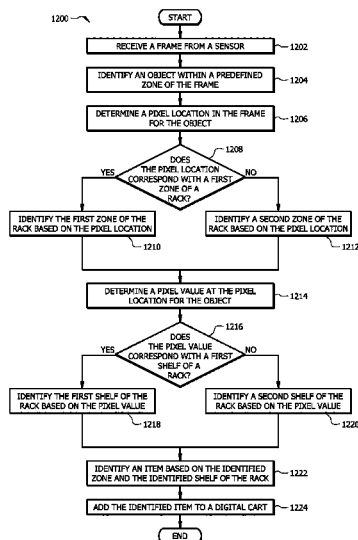 1200
START
RECEIVE A FRAME FROM A SENSOR
1202
IDENTIFY AN OBJECT WITHIN A PREDEFINED
ZONE OF THE FRAME
1204
DETERMINE A PIXEL LOCATION IN THE FRAME
FOR THE OBJECT
1206
1208
DOES
THE PIXEL LOCATION
CORRESPOND WITH A FIRST
ZONE OF A
RACK?
YES
NO
IDENTIFY THE FIRST ZONE OF THE
RACK BASED ON THE PIXEL LOCATION
1210
IDENTIFY A SECOND ZONE OF THE
RACK BASED ON THE PIXEL LOCATION
1212
DETERMINE A PIXEL VALUE AT THE PIXEL
LOCATION FOR THE OBJECT
1214
1216
DOES
THE PIXEL VALUE
CORRESPOND WITH A FIRST
SHELF OF A
RACK?
YES
NO
IDENTIFY THE FIRST SHELF OF THE
RACK BASED ON THE PIXEL VALUE
1218
IDENTIFY A SECOND SHELF OF THE
RACK BASED ON THE PIXEL VALUE
1220
IDENTIFY AN ITEM BASED ON THE IDENTIFIED
ZONE AND THE IDENTIFIED SHELF OF THE RACK
1222
ADD THE IDENTIFIED ITEM TO A DIGITAL CART
1224
END